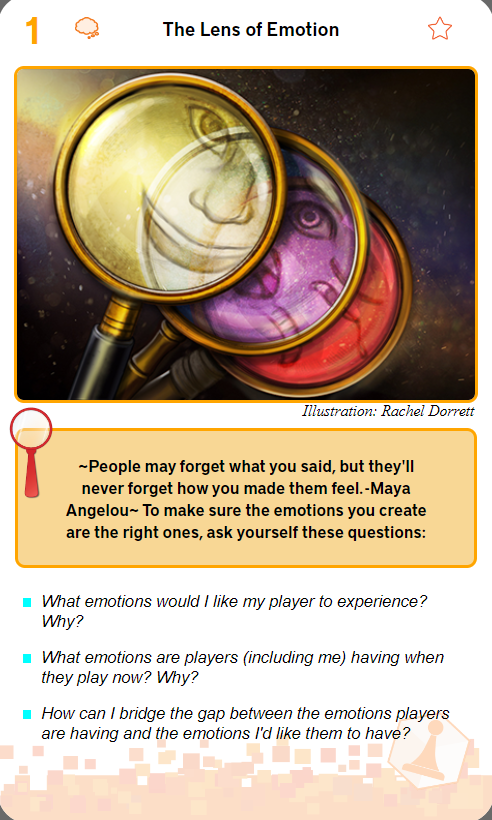 1
The Lens of Emotion
Illustration: Rachel Dorrett
~People may forget what you said, but they'll
never forget how you made them feel.-Maya
Angelou~ To make sure the emotions you create
are the right ones, ask yourself these questions:
What emotions would I like my player to experience?
Why?
What emotions are players (including me) having when
they play now? Why?
How can I bridge the gap between the emotions players
are having and the emotions I'd like them to have?